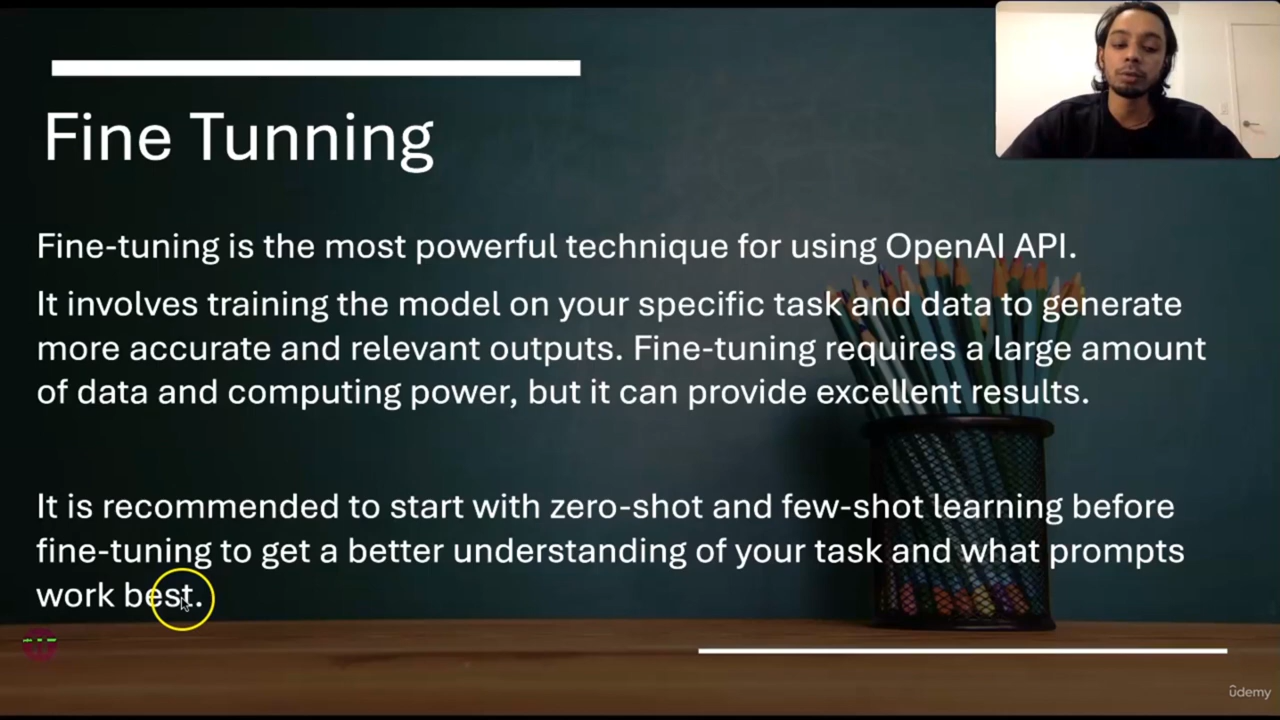 Fine Tunning
Fine-tuning is the most powerful technique for using OpenAI API.
It involves training the model on your specific task and data to generate
more accurate and relevant outputs. Fine-tuning requires a large amount
of data and computing power, but it can provide excellent results.
It is recommended to start with zero-shot and few-shot learning before
fine-tuning to get a better understanding of your task and what prompts
work best.
ûdemy